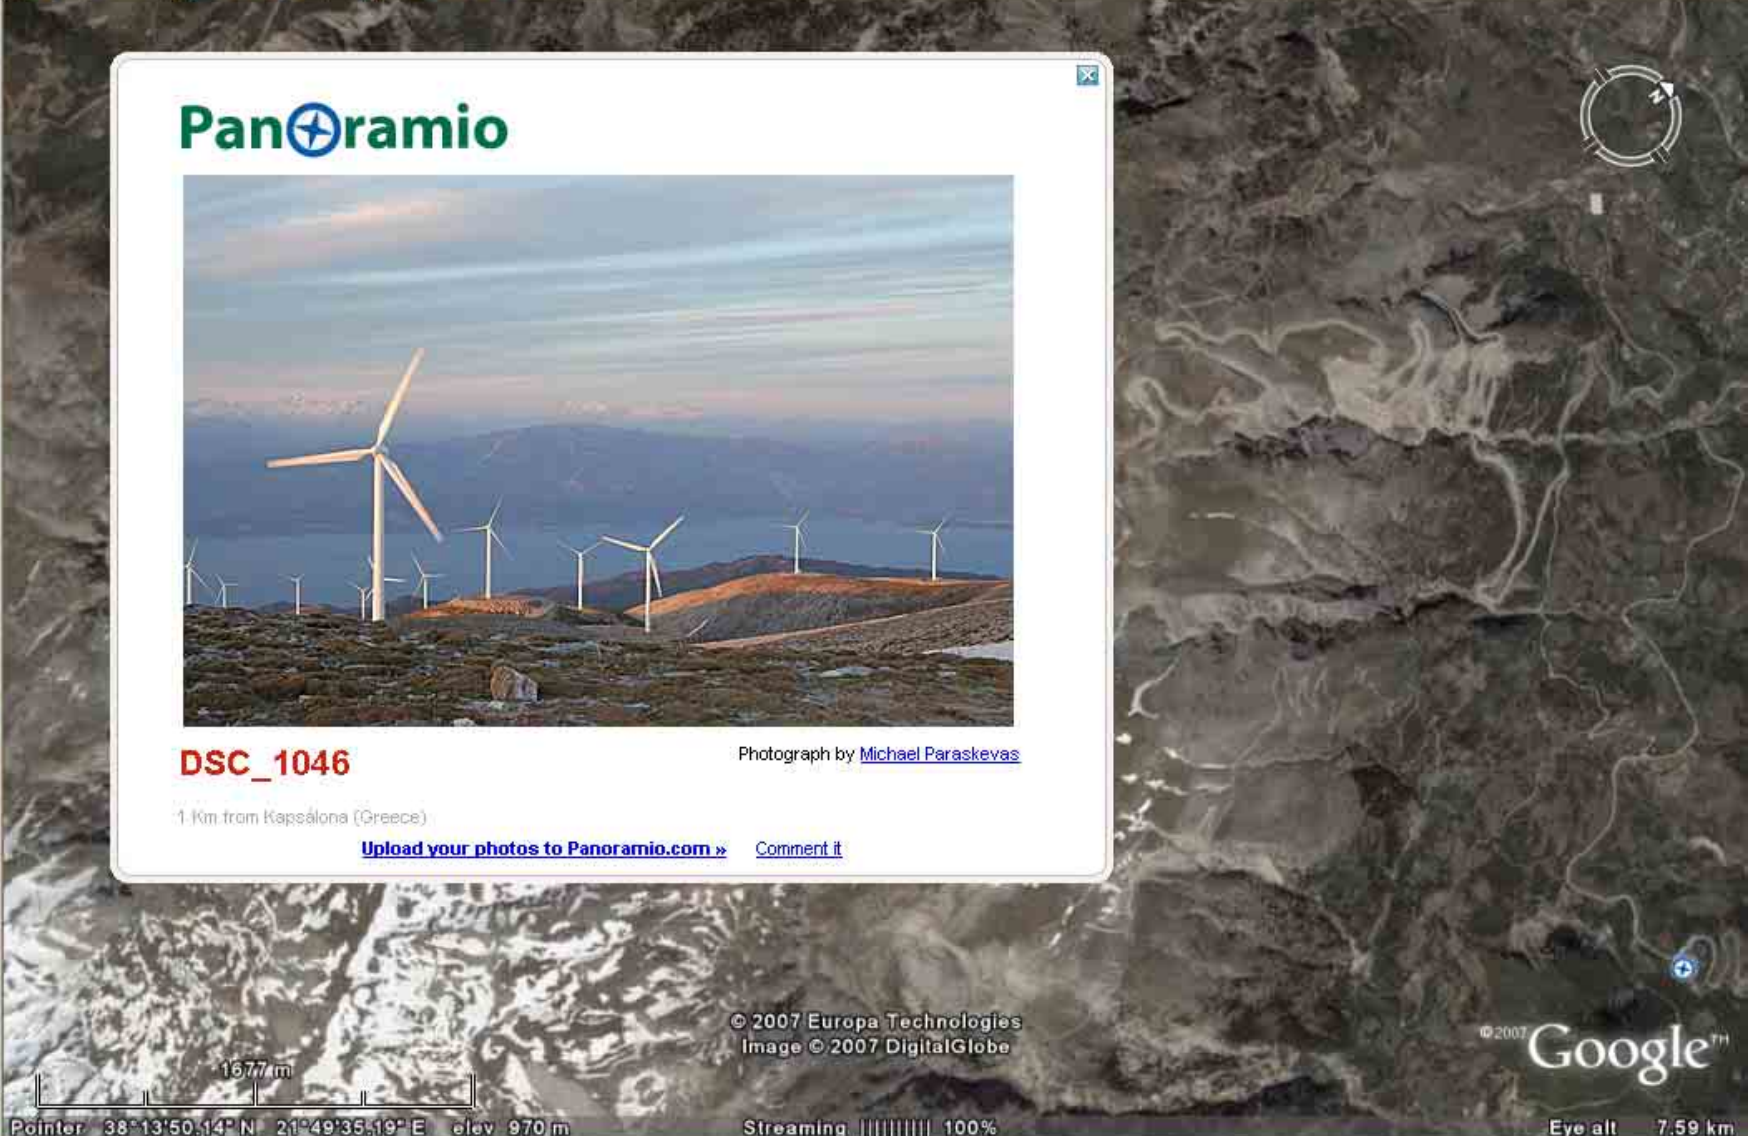 Panoramio
N
DSC_1046
Photograph by Michael Paraskevas
1 Km from Kapsálona (Greece)
Upload your photos to Panoramio.com »
Comment it
© 2007 Europa Technologies
Image © 2007 DigitalGlobe
©2007 Google™
1677 m
Pointer 38°13'50.14" N 21°49'35.19" E elev 970 m
Streaming ||||||||| 100%
Eye alt 7.59 km